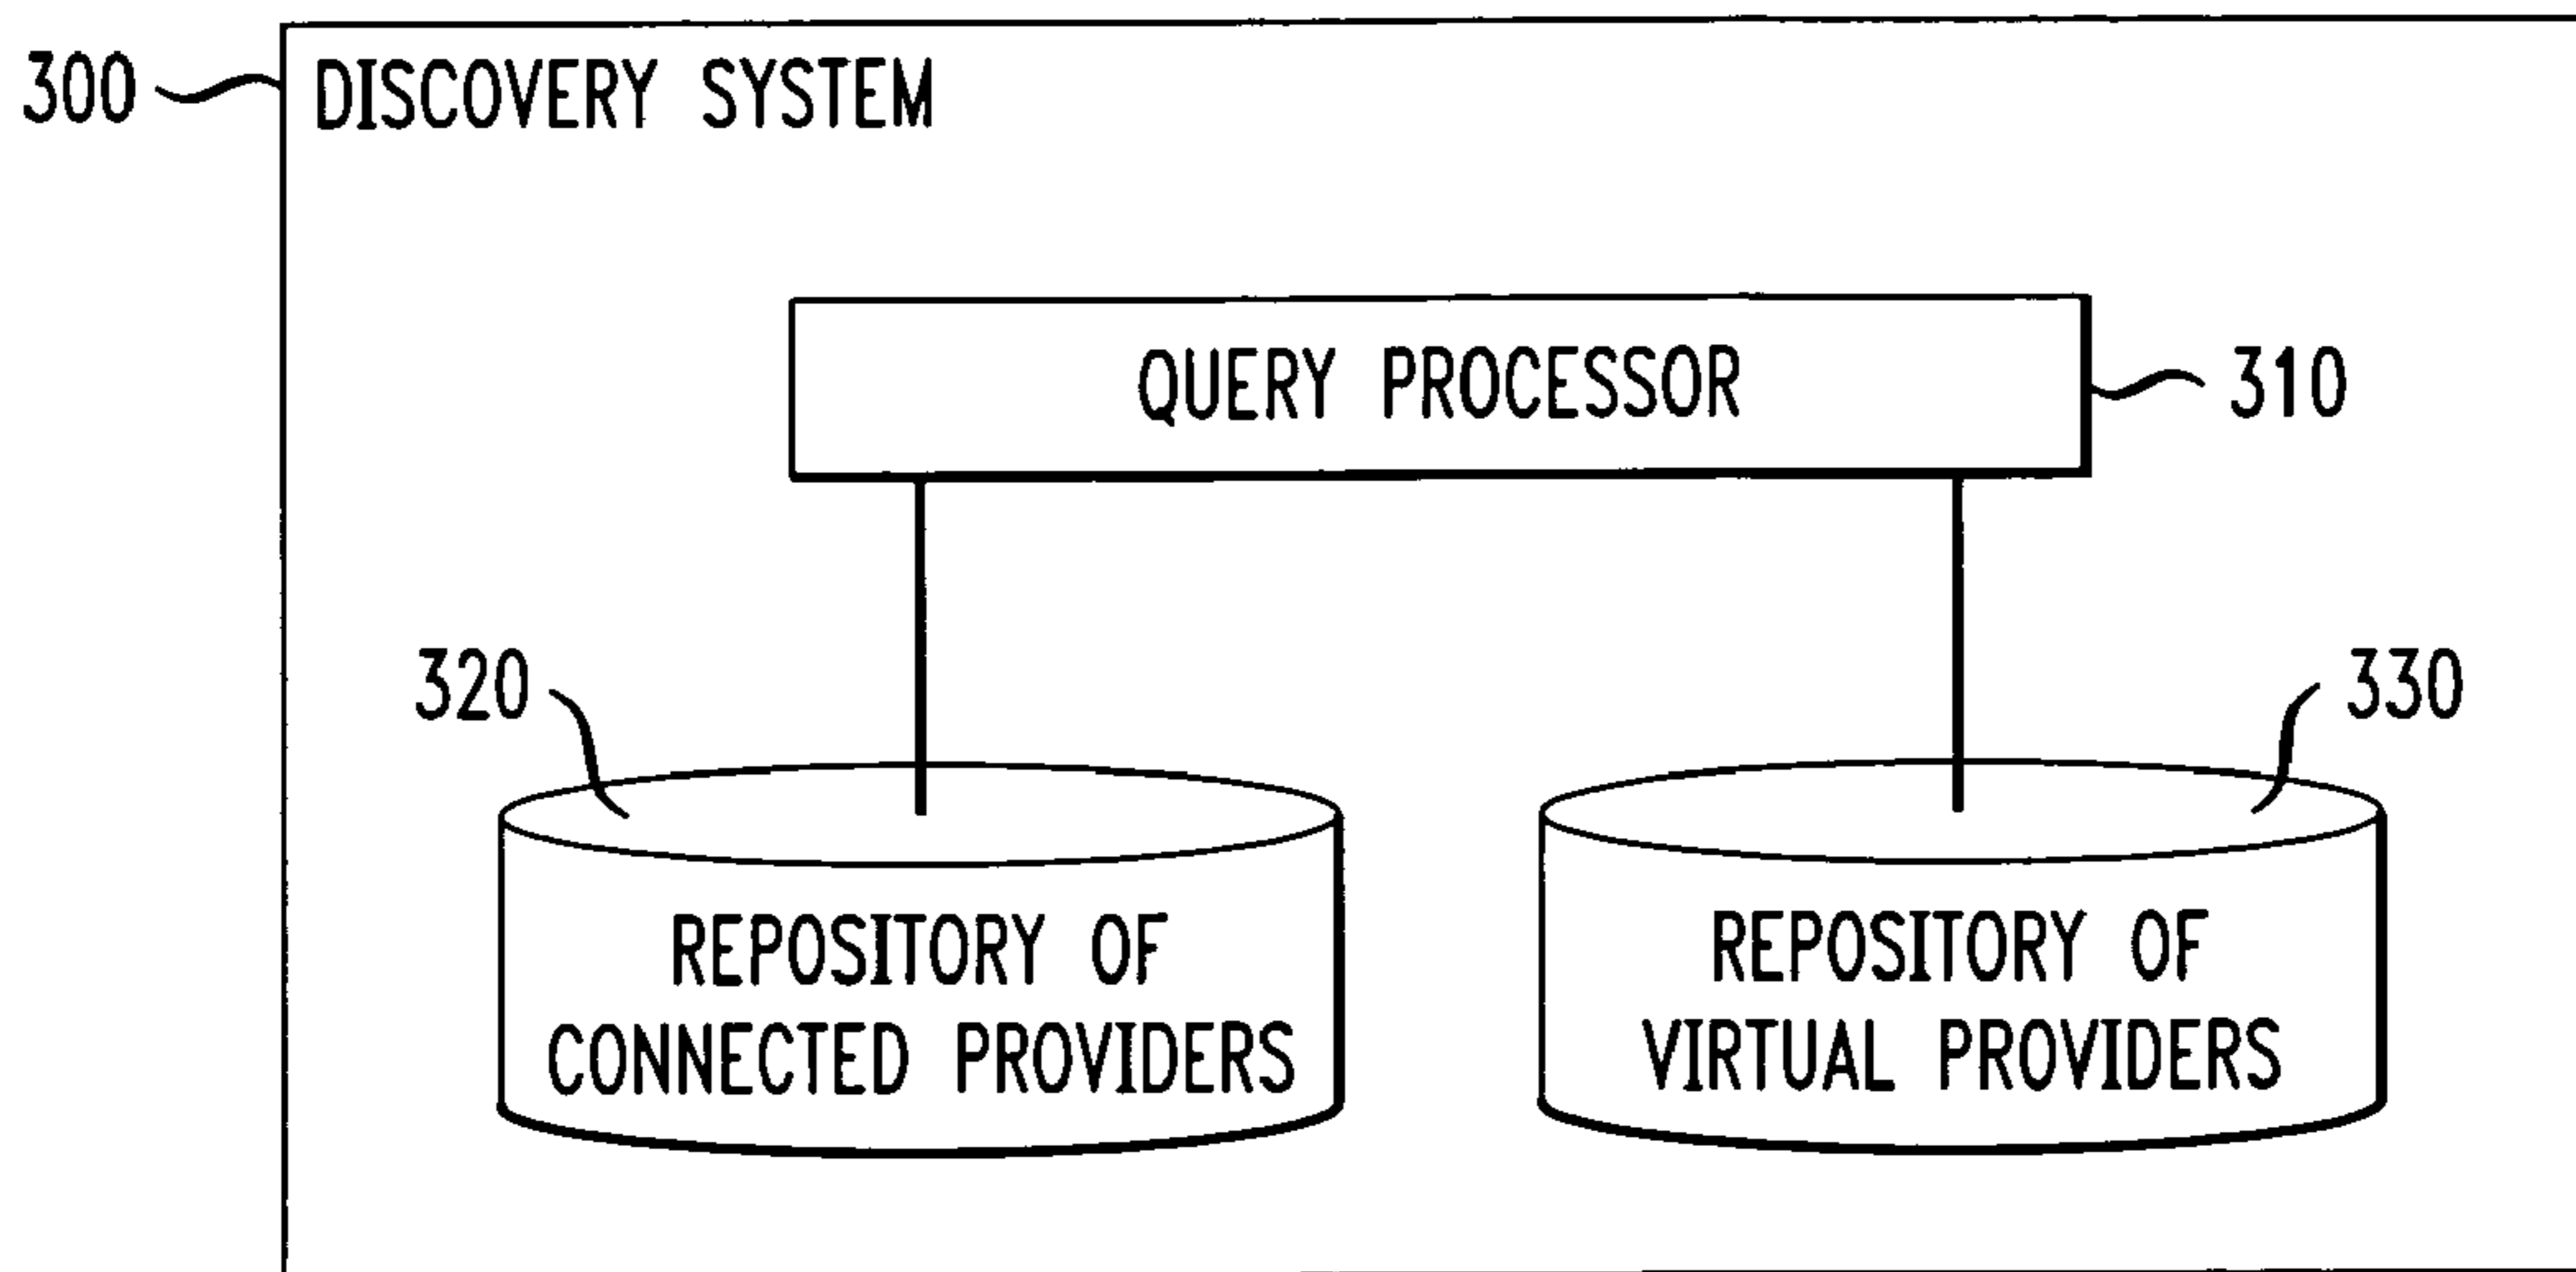 300
DISCOVERY SYSTEM
QUERY PROCESSOR
310
320
330
REPOSITORY OF
CONNECTED PROVIDERS
REPOSITORY OF
VIRTUAL PROVIDERS